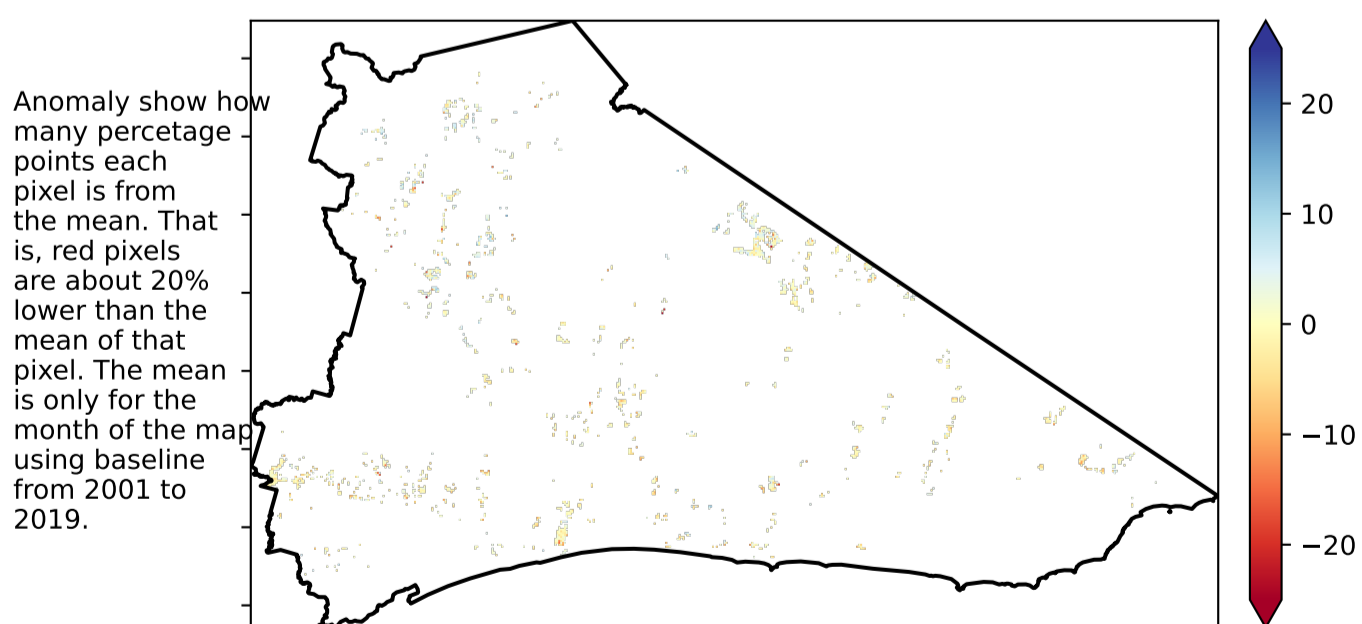 Anomaly show how
many percetage
points each
pixel is from
the mean. That
is, red pixels
are about 20%
lower than the
mean of that
pixel. The mean
is only for the
month of the map
using baseline
from 2001 to
2019.
20
10
0
−10
−20